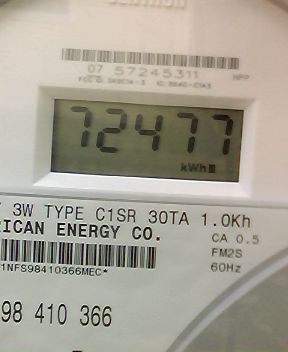 07 57245311
72477
kWh
3W TYPE C1SR 30TA 1.0Kh
RICAN ENERGY CO.
CA 0.5
FM2S
60Hz
1NFS98410366MEC*
98 410 366